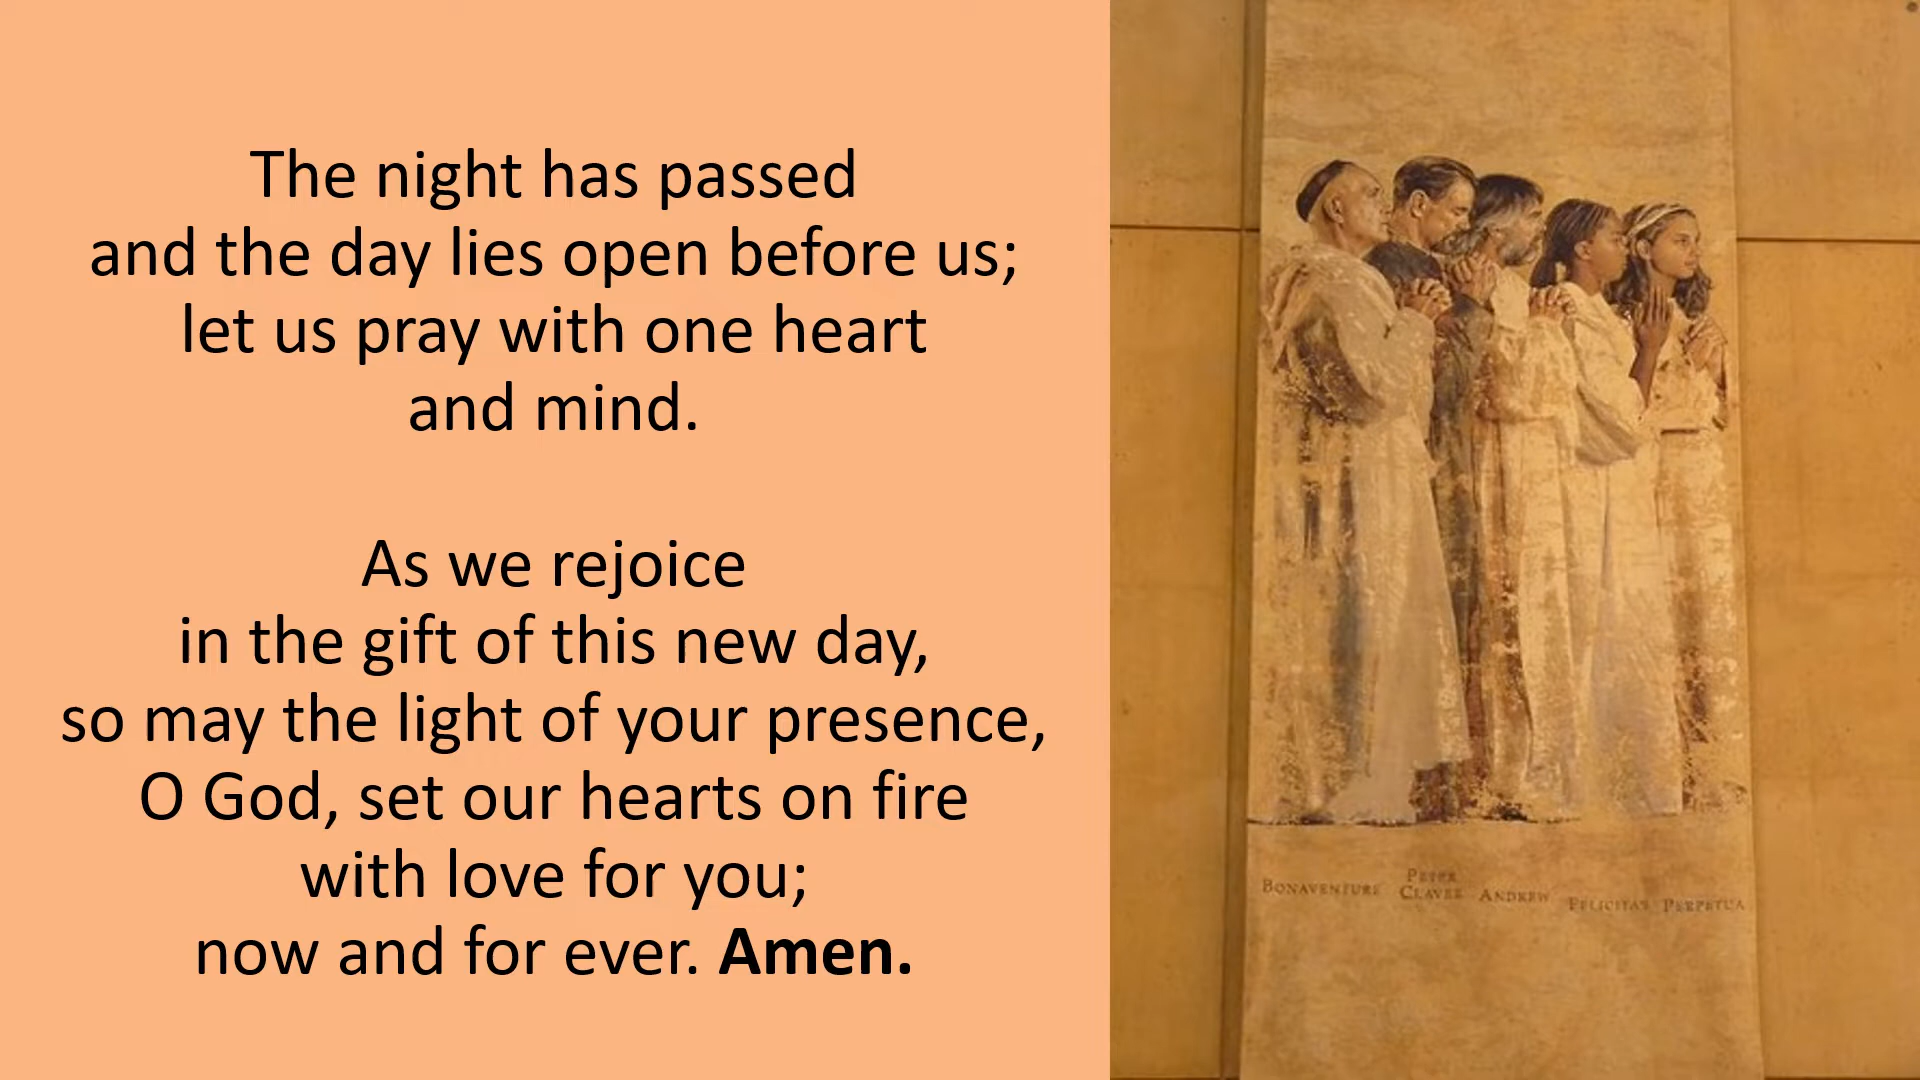 The night has passed
and the day lies open before us;
let us pray with one heart
and mind.
As we rejoice
in the gift of this new day,
so may the light of your presence,
O God, set our hearts on fire
with love for you;
now and for ever. Amen.
BONAVENTURE PETER CLAVER ANDREW FELICITAS PERPETUA